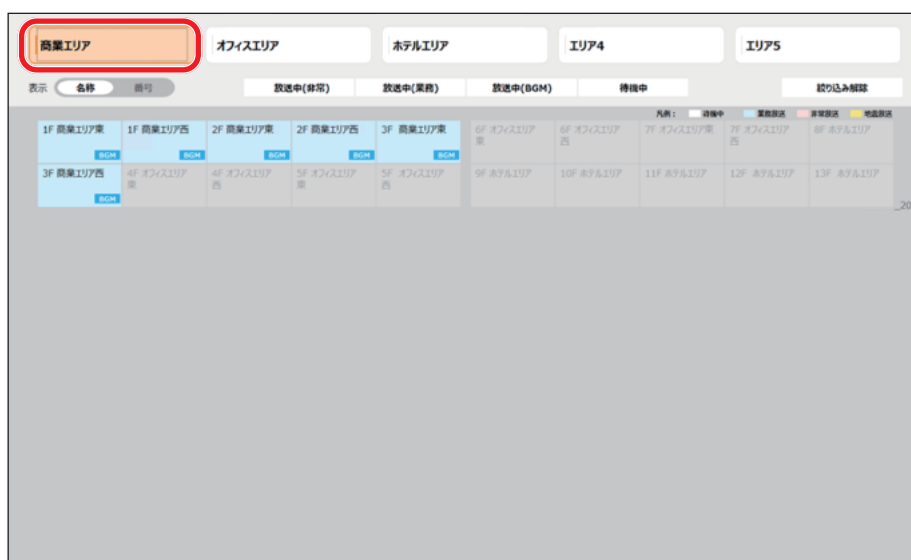 商業エリア オフィスエリア ホテルエリア エリア4 エリア5
表示 名称 番号 放送中(非常) 放送中(業務) 放送中(BGM) 待機中 絞り込み解除
凡例： 待機中 業務放送 非常放送 地震放送
1F 商業エリア東 1F 商業エリア西 2F 商業エリア東 2F 商業エリア西 3F 商業エリア東 6F オフィスエリア東 6F オフィスエリア西 7F オフィスエリア東 7F オフィスエリア西 8F ホテルエリア
BGM BGM BGM BGM BGM
3F 商業エリア西 4F オフィスエリア東 4F オフィスエリア西 5F オフィスエリア東 5F オフィスエリア西 9F ホテルエリア 10F ホテルエリア 11F ホテルエリア 12F ホテルエリア 13F ホテルエリア
BGM
_20